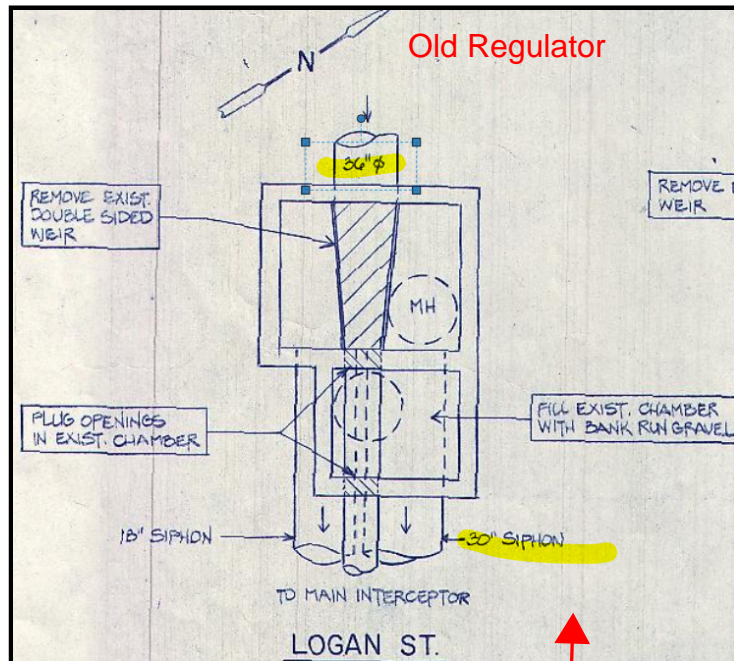 Old Regulator
N
36"φ
REMOVE EXIST.
DOUBLE SIDED
WEIR
REMOVE
WEIR
MH
PLUG OPENINGS
IN EXIST. CHAMBER
FILL EXIST. CHAMBER
WITH BANK RUN GRAVEL
18" SIPHON
30" SIPHON
TO MAIN INTERCEPTOR
LOGAN ST.